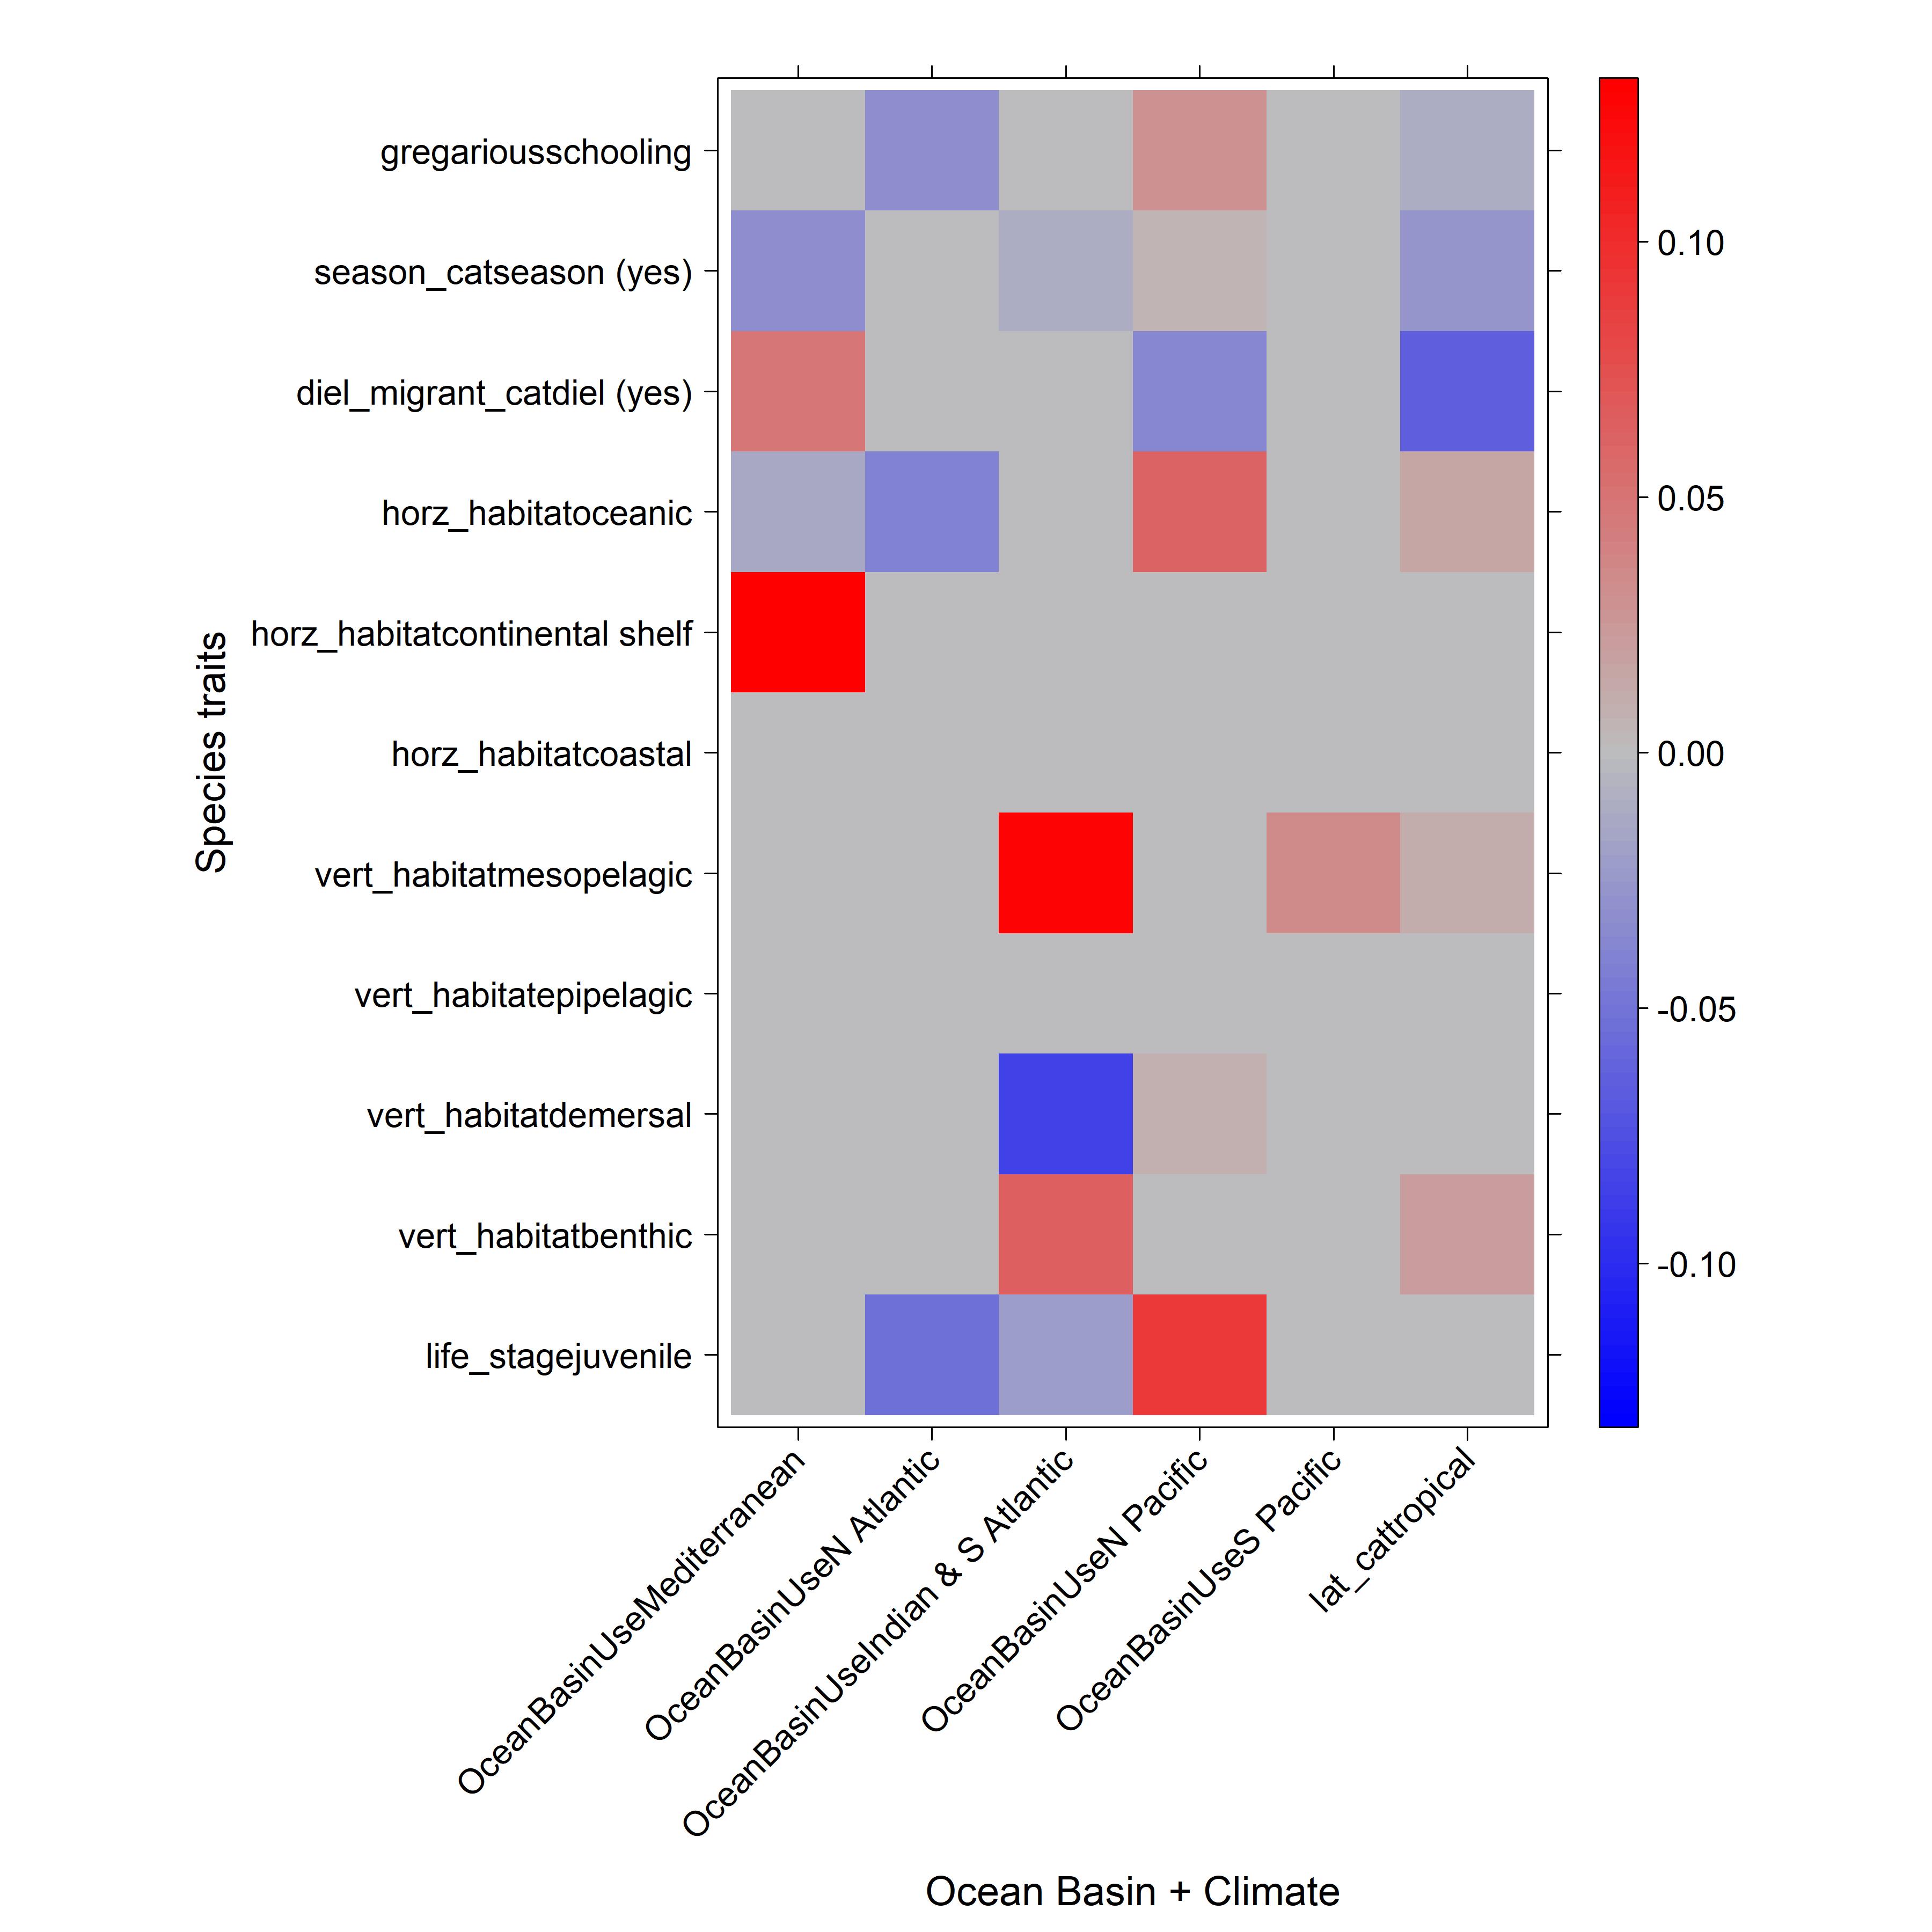 gregariousschooling
season_catseason (yes)
diel_migrant_catdiel (yes)
horz_habitatoceanic
horz_habitatcontinental shelf
horz_habitatcoastal
vert_habitatmesopelagic
vert_habitatepipelagic
vert_habitatdemersal
vert_habitatbenthic
life_stagejuvenile
Species traits
OceanBasinUseMediterranean
OceanBasinUseN Atlantic
OceanBasinUseIndian & S Atlantic
OceanBasinUseN Pacific
OceanBasinUseS Pacific
lat_cattropical
Ocean Basin + Climate
0.10
0.05
0.00
-0.05
-0.10